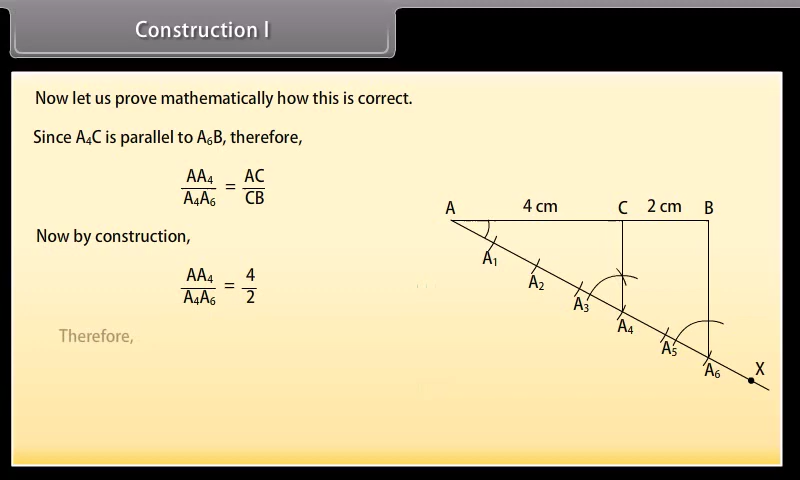 Construction I
Now let us prove mathematically how this is correct.
Since A₄C is parallel to A₆B, therefore,
AA₄ / A₄A₆ = AC / CB
Now by construction,
AA₄ / A₄A₆ = 4 / 2
Therefore,
A 4 cm C 2 cm B
A₁
A₂
A₃
A₄
A₅
A₆
X